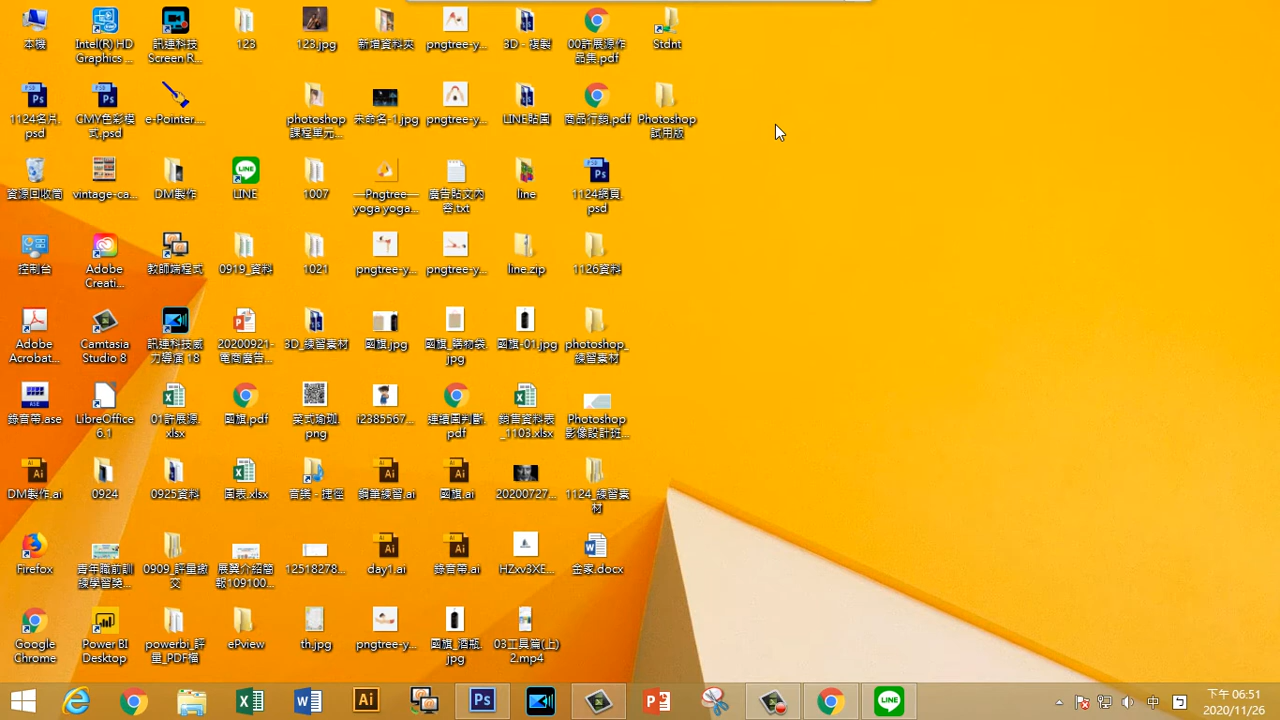 本機
Intel(R) HD
Graphics ...
訊連科技
Screen R...
123
123.jpg
新增資料夾
pngtree-y...
3D - 複製
00許展源作
品集.pdf
Stdnt
1124名片.
psd
CMY色彩模
式.psd
e-Pointer....
photoshop
課程單元...
未命名-1.jpg
pngtree-y...
LINE貼圖
商品行銷.pdf
Photoshop
試用版
資源回收筒
vintage-ca...
DM製作
LINE
1007
—Pngtree—
yoga yoga...
廣告貼文內
容.txt
line
1124網頁.
psd
控制台
Adobe
Creati...
教師端程式
0919_資料
1021
pngtree-y...
pngtree-y...
line.zip
1126資料
Adobe
Acrobat...
Camtasia
Studio 8
訊連科技威
力導演 18
20200921-
電商廣告...
3D_練習素材
國旗.jpg
國旗_購物袋.
jpg
國旗-01.jpg
photoshop_
練習素材
錄音帶.ase
LibreOffice
6.1
01許展源.
xlsx
國旗.pdf
菜式瑜珈.
png
i2385567...
連續圖判斷.
pdf
銷售資料表
_1103.xlsx
Photoshop
影像設計班...
DM製作.ai
0924
0925資料
圖表.xlsx
音樂 - 捷徑
鋼筆練習.ai
國旗.ai
20200727...
1124_練習素
材
Firefox
青年職前訓
練學習獎...
0909_評量繳
交
展翼介紹簡
報109100...
12518278...
day1.ai
錄音帶.ai
HZxv3XE...
金家.docx
Google
Chrome
Power BI
Desktop
powerbi_評
量_PDF檔
ePview
th.jpg
pngtree-y...
國旗_酒瓶.
jpg
03工具篇(上)
2.mp4
中
下午 06:51
2020/11/26